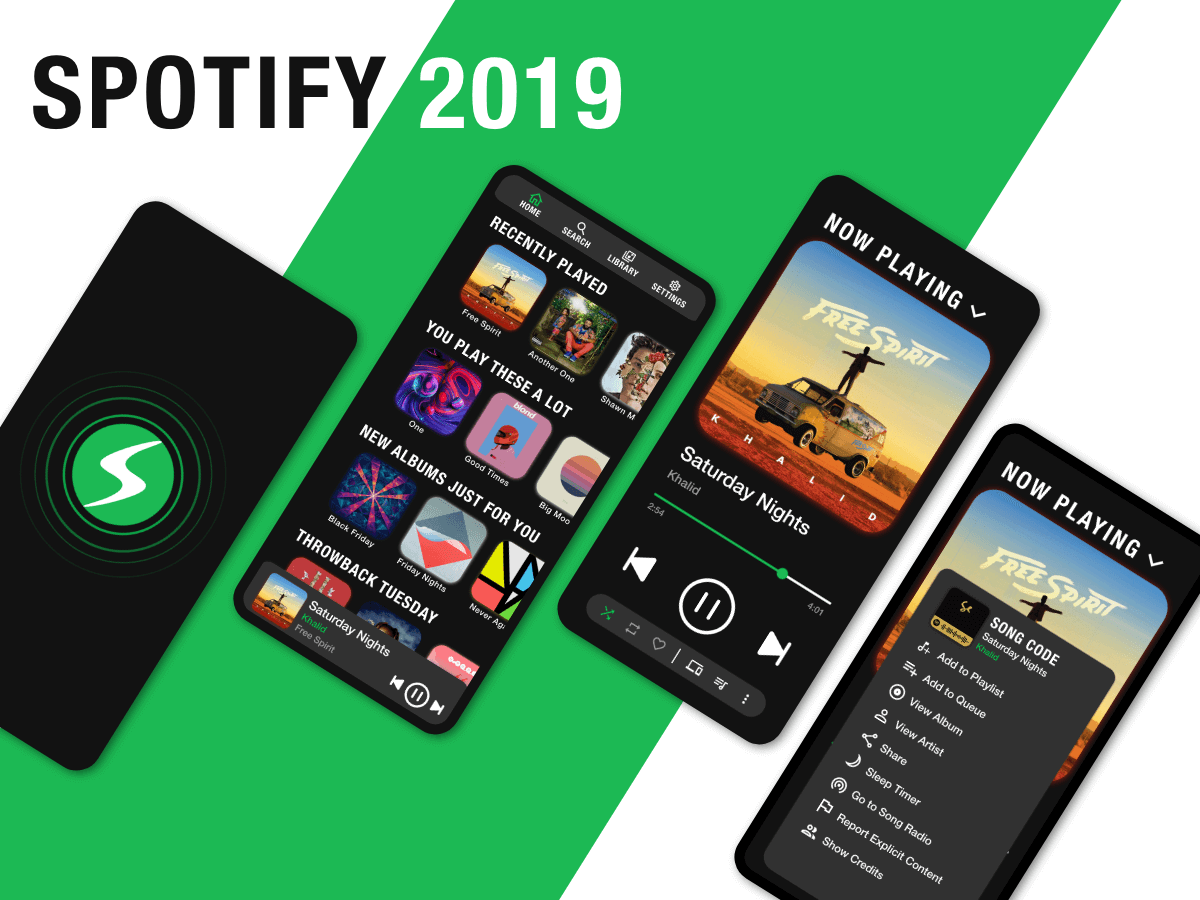 SPOTIFY 2019
HOME
SEARCH
LIBRARY
SETTINGS
RECENTLY PLAYED
Free Spirit
Another One
Shawn M
YOU PLAY THESE A LOT
blond
One
Good Times
Big Moo
NEW ALBUMS JUST FOR YOU
Black Friday
Friday Nights
Never Aga
THROWBACK TUESDAY
Saturday Nights
Khalid
Free Spirit
NOW PLAYING
FREE SPIRIT
KHALID
Saturday Nights
Khalid
2:54
4:01
NOW PLAYING
FREE SPIRIT
SONG CODE
Saturday Nights
Khalid
Add to Playlist
Add to Queue
View Album
View Artist
Share
Sleep Timer
Go to Song Radio
Report Explicit Content
Show Credits